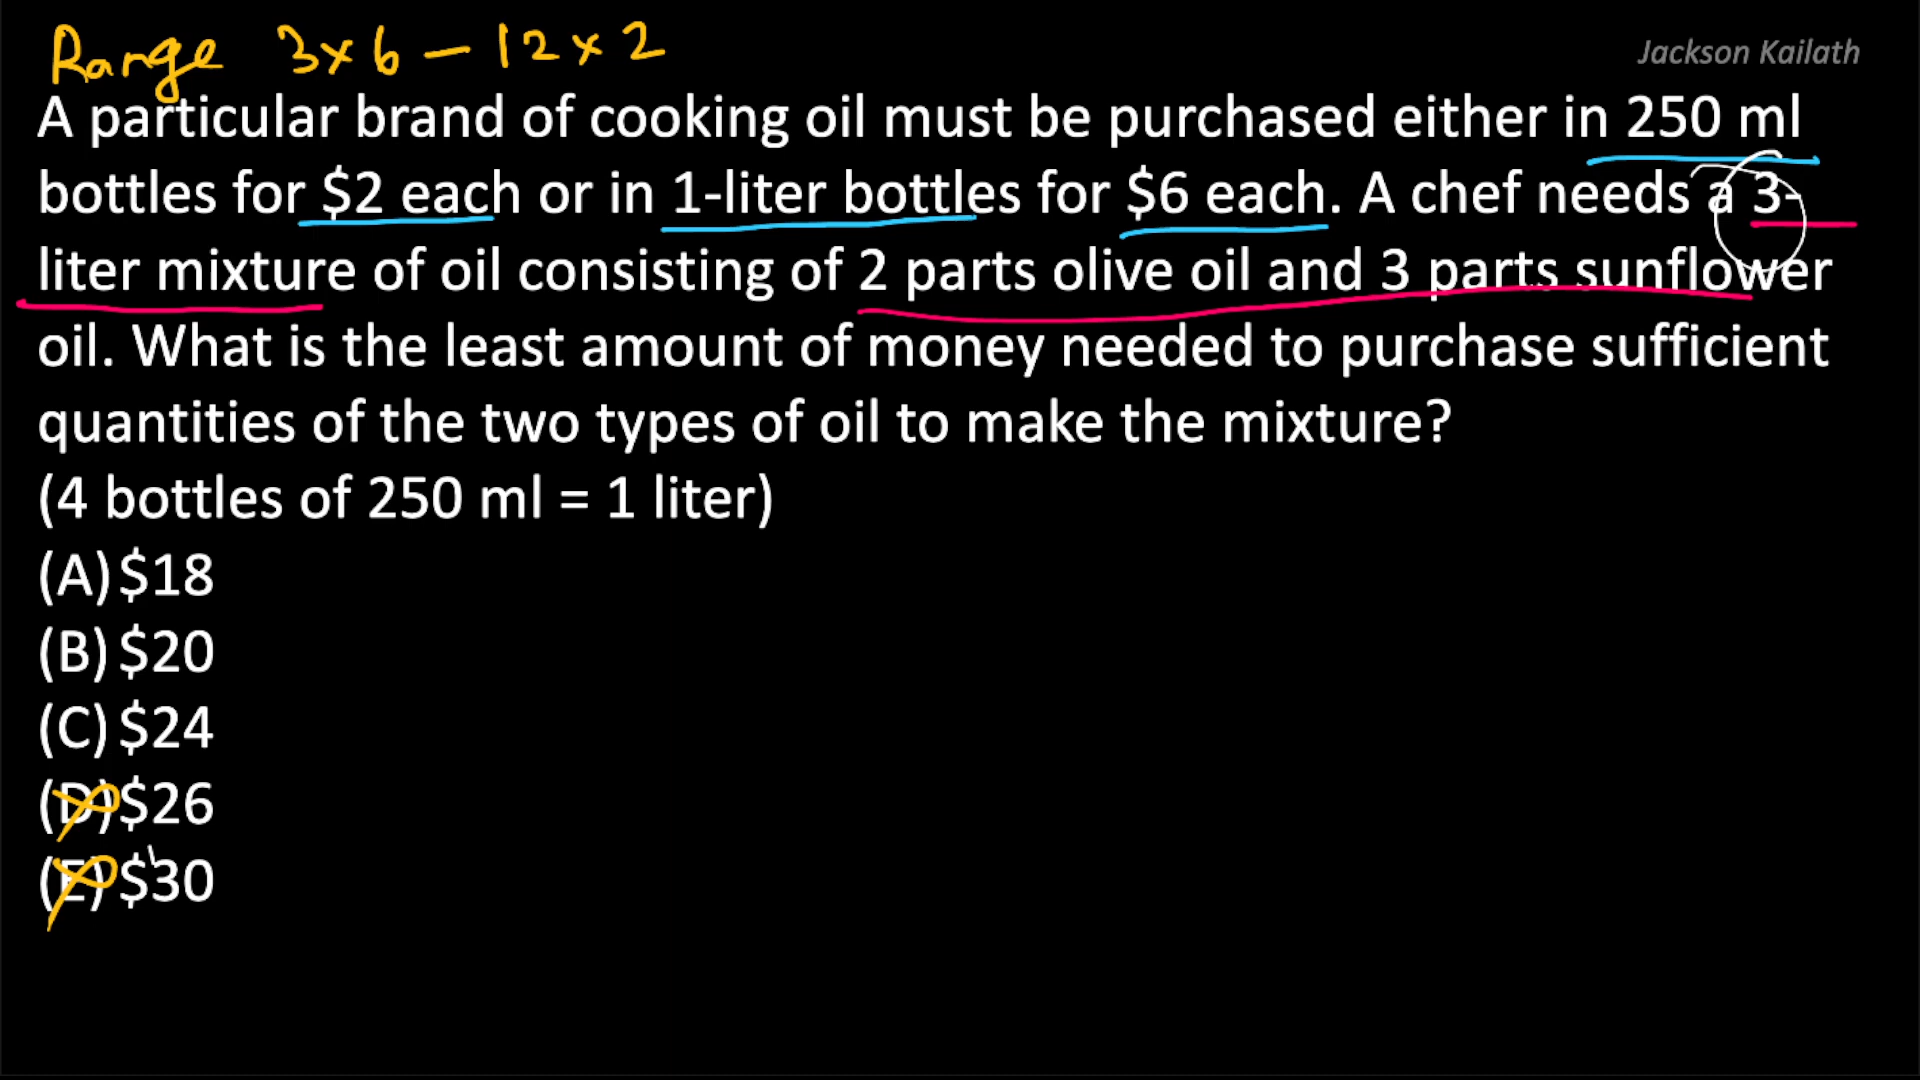 Range 3x6 – 12x2
Jackson Kailath
A particular brand of cooking oil must be purchased either in 250 ml
bottles for $2 each or in 1-liter bottles for $6 each. A chef needs a 3-
liter mixture of oil consisting of 2 parts olive oil and 3 parts sunflower
oil. What is the least amount of money needed to purchase sufficient
quantities of the two types of oil to make the mixture?
(4 bottles of 250 ml = 1 liter)
(A) $18
(B) $20
(C) $24
(D) $26
(E) $30